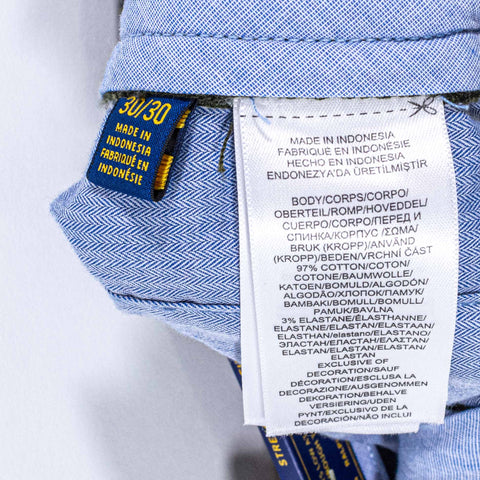 30/30
MADE IN
INDONESIA
FABRIQUÉ EN
INDONÉSIE
MADE IN INDONESIA
FABRIQUÉ EN INDONÉSIE
HECHO EN INDONESIA
ENDONEZYA'DA ÜRETİLMİŞTİR
BODY/CORPS/CORPO/
OBERTEIL/ROMP/HOVEDDEL/
CUERPO/CORPO/ПЕРЕД И
СПИНКА/КОРПУС /ΣΩΜΑ/
BRUK (KROPP)/ANVÄND
(KROPP)/BEDEN/VRCHNÍ ČÁST
97% COTTON/COTON/
COTONE/BAUMWOLLE/
KATOEN/BOMULD/ALGODÓN/
ALGODÃO/ХЛОПОК/ПАМУК/
BAMBAKI/BOMULL/BOMULL/
PAMUK/BAVLNA
3% ELASTANE/ÉLASTHANNE/
ELASTANE/ELASTAN/ELASTAAN/
ELASTHAN/elastano/ELASTANO/
ЭЛАСТАН/ЕЛАСТАН/ΕΛΑΣΤΑΝ/
ELASTAN/ELASTAN/ELASTAN/
ELASTAN
EXCLUSIVE OF
DECORATION/SAUF
DÉCORATION/ESCLUSA LA
DECORAZIONE/AUSGENOMMEN
DEKORATION/BEHALVE
VERSIERING/UDEN
PYNT/EXCLUSIVO DE LA
DECORACIÓN/NÃO INCLUI
STRE